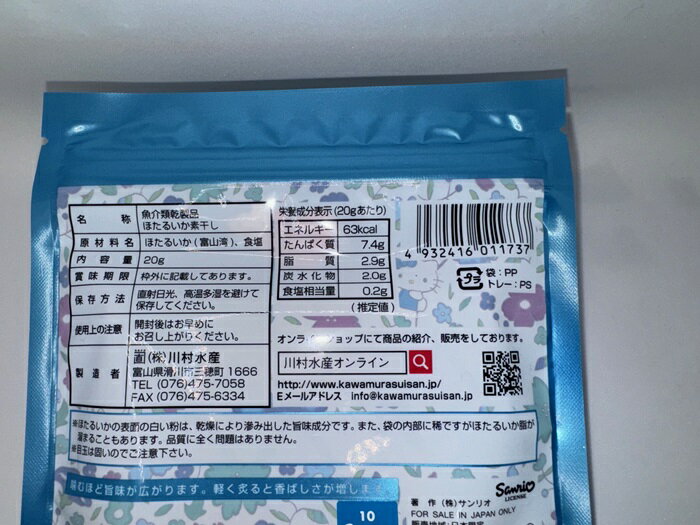 名称 魚介類乾製品
ほたるいか素干し
原材料名 ほたるいか(富山湾)、食塩
内容量 20g
賞味期限 枠外に記載してあります。
保存方法 直射日光、高温多湿を避けて
保存してください。
使用上の注意 開封後はお早めに
お召し上がりください。
製造者 (株)川村水産
富山県滑川市三穂町1666
TEL (076)475-7058
FAX (076)475-6334
栄養成分表示(20gあたり)
エネルギー 63kcal
たんぱく質 7.4g
脂質 2.9g
炭水化物 2.0g
食塩相当量 0.2g
(推定値)
4 932416 011737
プラ
袋:PP
トレー:PS
オンラインショップにて商品の紹介、販売をしております。
川村水産オンライン
http://www.kawamurasuisan.jp/
Eメールアドレス info@kawamurasuisan.jp
※ほたるいかの表面の白い粉は、乾燥により滲み出した旨味成分です。また、袋の内部に稀ですがほたるいか脂が
溜まることもあります。品質に全く問題はありません。
※目玉は固いのでご注意下さい。
噛むほど旨味が広がります。軽く炙ると香ばしさが増します
10
Sanrio
LICENSE
著作 (株)サンリオ
FOR SALE IN JAPAN ONLY